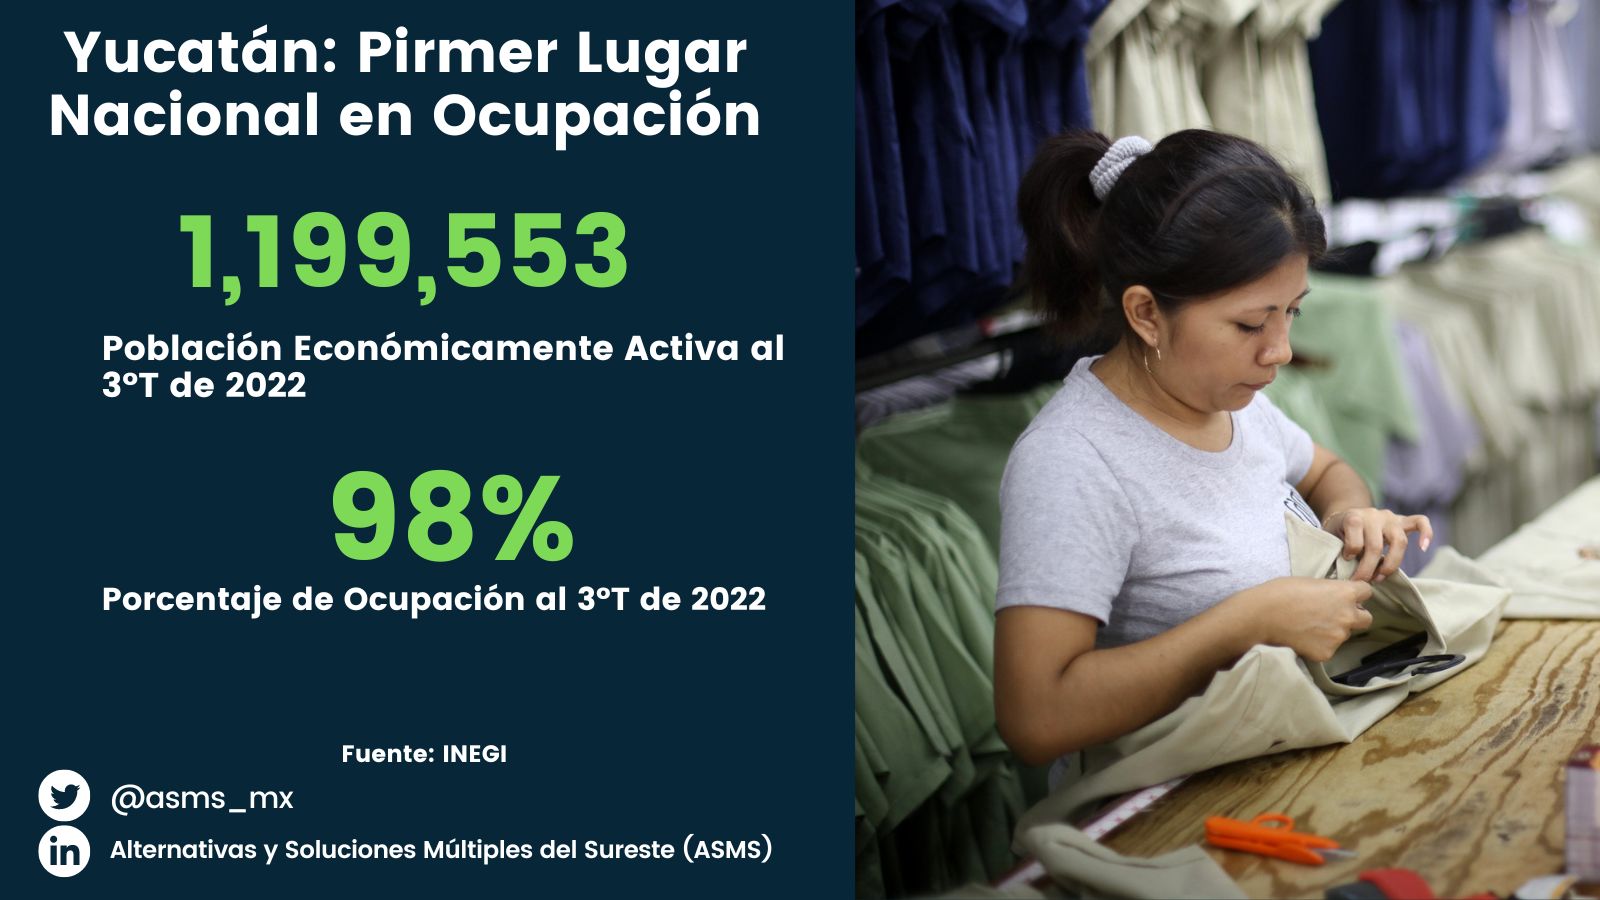 Yucatán: Pirmer Lugar
Nacional en Ocupación
1,199,553
Población Económicamente Activa al
3°T de 2022
98%
Porcentaje de Ocupación al 3°T de 2022
Fuente: INEGI
@asms_mx
in
Alternativas y Soluciones Múltiples del Sureste (ASMS)